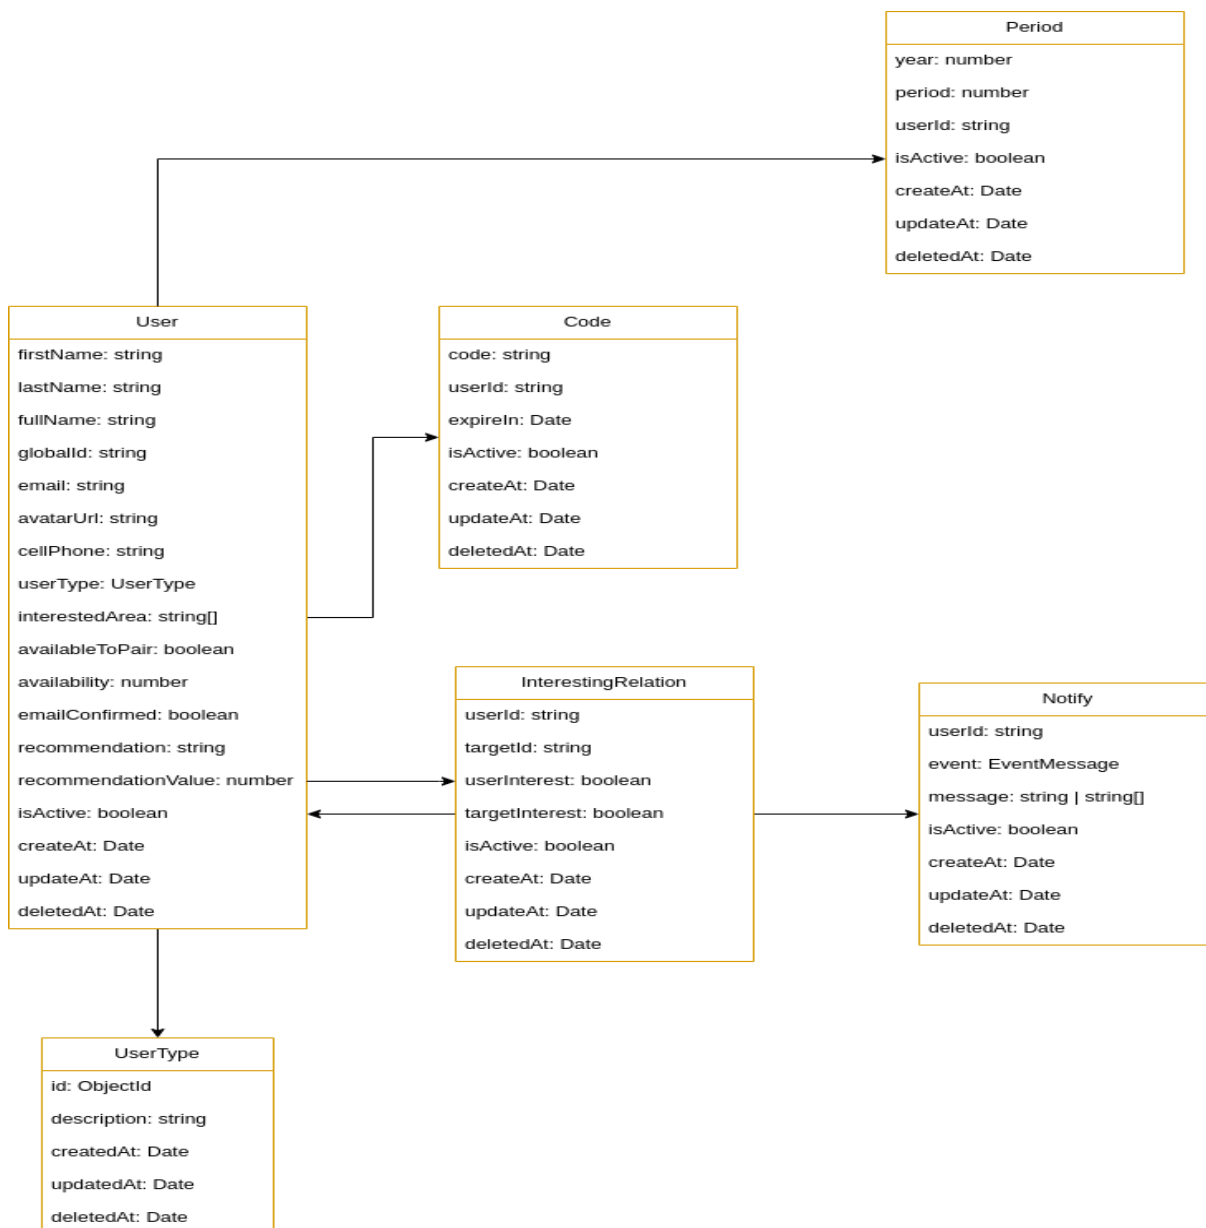 Period
year: number
period: number
userId: string
isActive: boolean
createAt: Date
updateAt: Date
deletedAt: Date
User
firstName: string
lastName: string
fullName: string
globalId: string
email: string
avatarUrl: string
cellPhone: string
userType: UserType
interestedArea: string[]
availableToPair: boolean
availability: number
emailConfirmed: boolean
recommendation: string
recommendationValue: number
isActive: boolean
createAt: Date
updateAt: Date
deletedAt: Date
Code
code: string
userId: string
expireIn: Date
isActive: boolean
createAt: Date
updateAt: Date
deletedAt: Date
InterestingRelation
userId: string
targetId: string
userInterest: boolean
targetInterest: boolean
isActive: boolean
createAt: Date
updateAt: Date
deletedAt: Date
Notify
userId: string
event: EventMessage
message: string | string[]
isActive: boolean
createAt: Date
updateAt: Date
deletedAt: Date
UserType
id: ObjectId
description: string
createdAt: Date
updatedAt: Date
deletedAt: Date